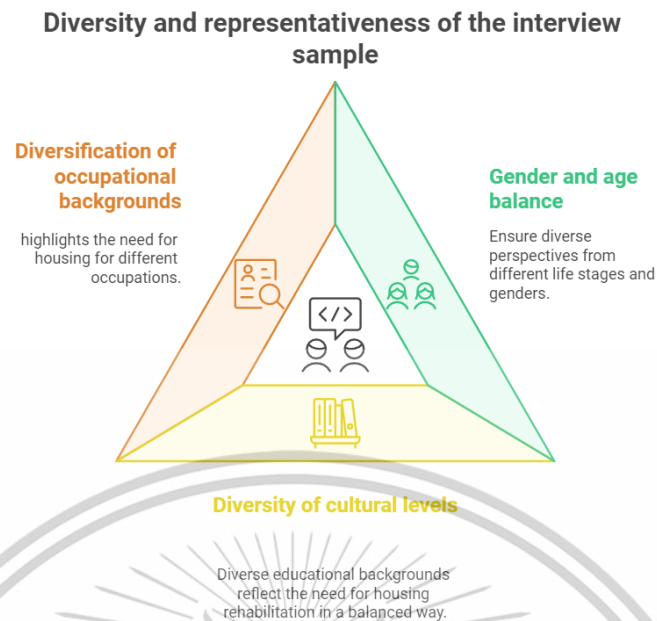 Diversity and representativeness of the interview
sample
Diversification of
occupational
backgrounds
highlights the need for
housing for different
occupations.
Gender and age
balance
Ensure diverse
perspectives from
different life stages and
genders.
</>
Diversity of cultural levels
Diverse educational backgrounds
reflect the need for housing
rehabilitation in a balanced way.